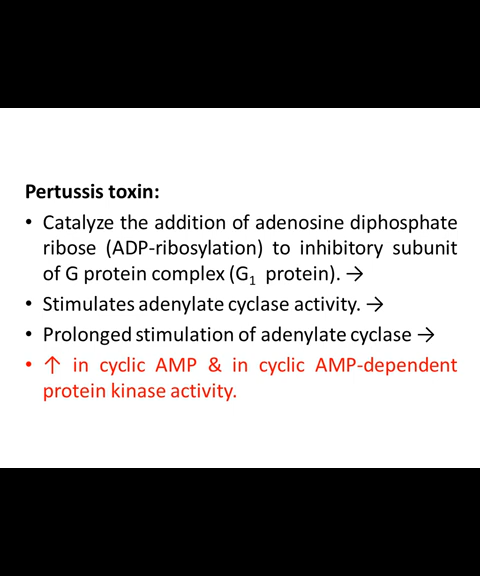 Pertussis toxin:
• Catalyze the addition of adenosine diphosphate
ribose (ADP-ribosylation) to inhibitory subunit
of G protein complex (G₁ protein). →
• Stimulates adenylate cyclase activity. →
• Prolonged stimulation of adenylate cyclase →
• ↑ in cyclic AMP & in cyclic AMP-dependent
protein kinase activity.